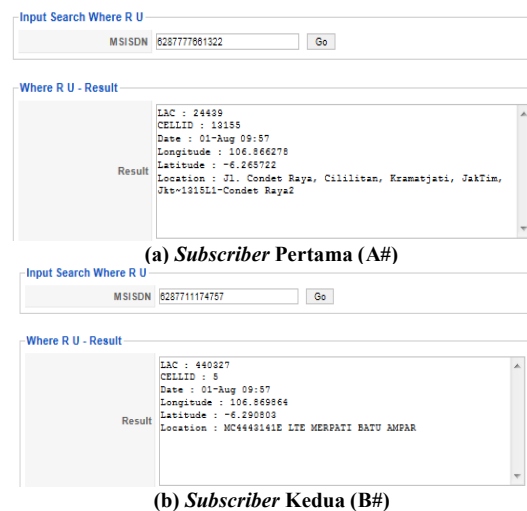 Input Search Where R U
MSISDN 6287777661322 Go
Where R U - Result
Result
LAC : 24439
CELLID : 13155
Date : 01-Aug 09:57
Longitude : 106.866278
Latitude : -6.265722
Location : Jl. Condet Raya, Cililitan, Kramatjati, JakTim,
Jkt~1315L1-Condet Raya2
(a) Subscriber Pertama (A#)
Input Search Where R U
MSISDN 6287711174757 Go
Where R U - Result
Result
LAC : 440327
CELLID : 5
Date : 01-Aug 09:57
Longitude : 106.869864
Latitude : -6.290803
Location : MC4443141E LTE MERPATI BATU AMPAR
(b) Subscriber Kedua (B#)